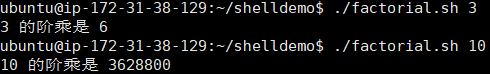 ubuntu@ip-172-31-38-129:~/shelldemo$ ./factorial.sh 3
3 的阶乘是 6
ubuntu@ip-172-31-38-129:~/shelldemo$ ./factorial.sh 10
10 的阶乘是 3628800